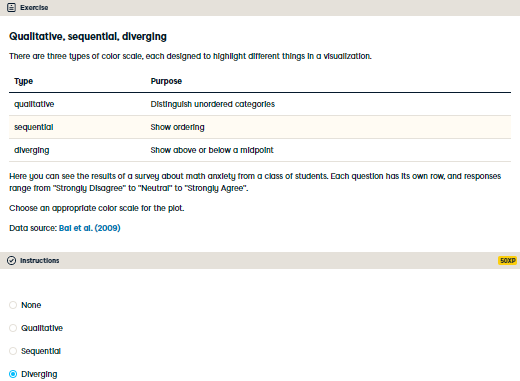 Exercise
Qualitative, sequential, diverging
There are three types of color scale, each designed to highlight different things in a visualization.
Type Purpose
qualitative Distinguish unordered categories
sequential Show ordering
diverging Show above or below a midpoint
Here you can see the results of a survey about math anxiety from a class of students. Each question has its own row, and responses
range from "Strongly Disagree" to "Neutral" to "Strongly Agree".
Choose an appropriate color scale for the plot.
Data source: Bai et al. (2009)
Instructions 50XP
None
Qualitative
Sequential
Diverging